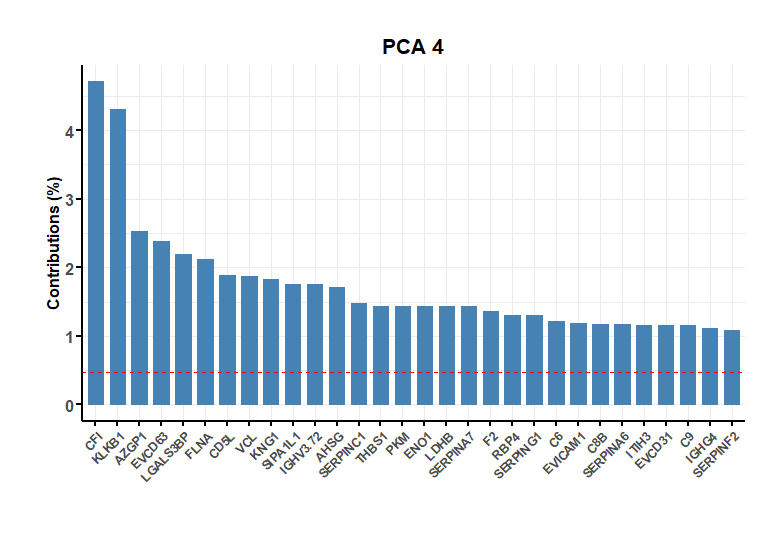 PCA 4
Contributions (%)
4
3
2
1
0
CFI
KLKB1
AZGP1
EVCD63
LGALS3BP
FLNA
CD5L
VCL
KNG1
SIPA1L1
IGHV3.72
AHSG
SERPINC1
THBS1
PKM
ENO1
LDHB
SERPINA7
F2
RBP4
SERPING1
C6
EVICAM1
C8B
SERPINA6
ITIH3
EVCD31
C9
IGHG4
SERPINF2